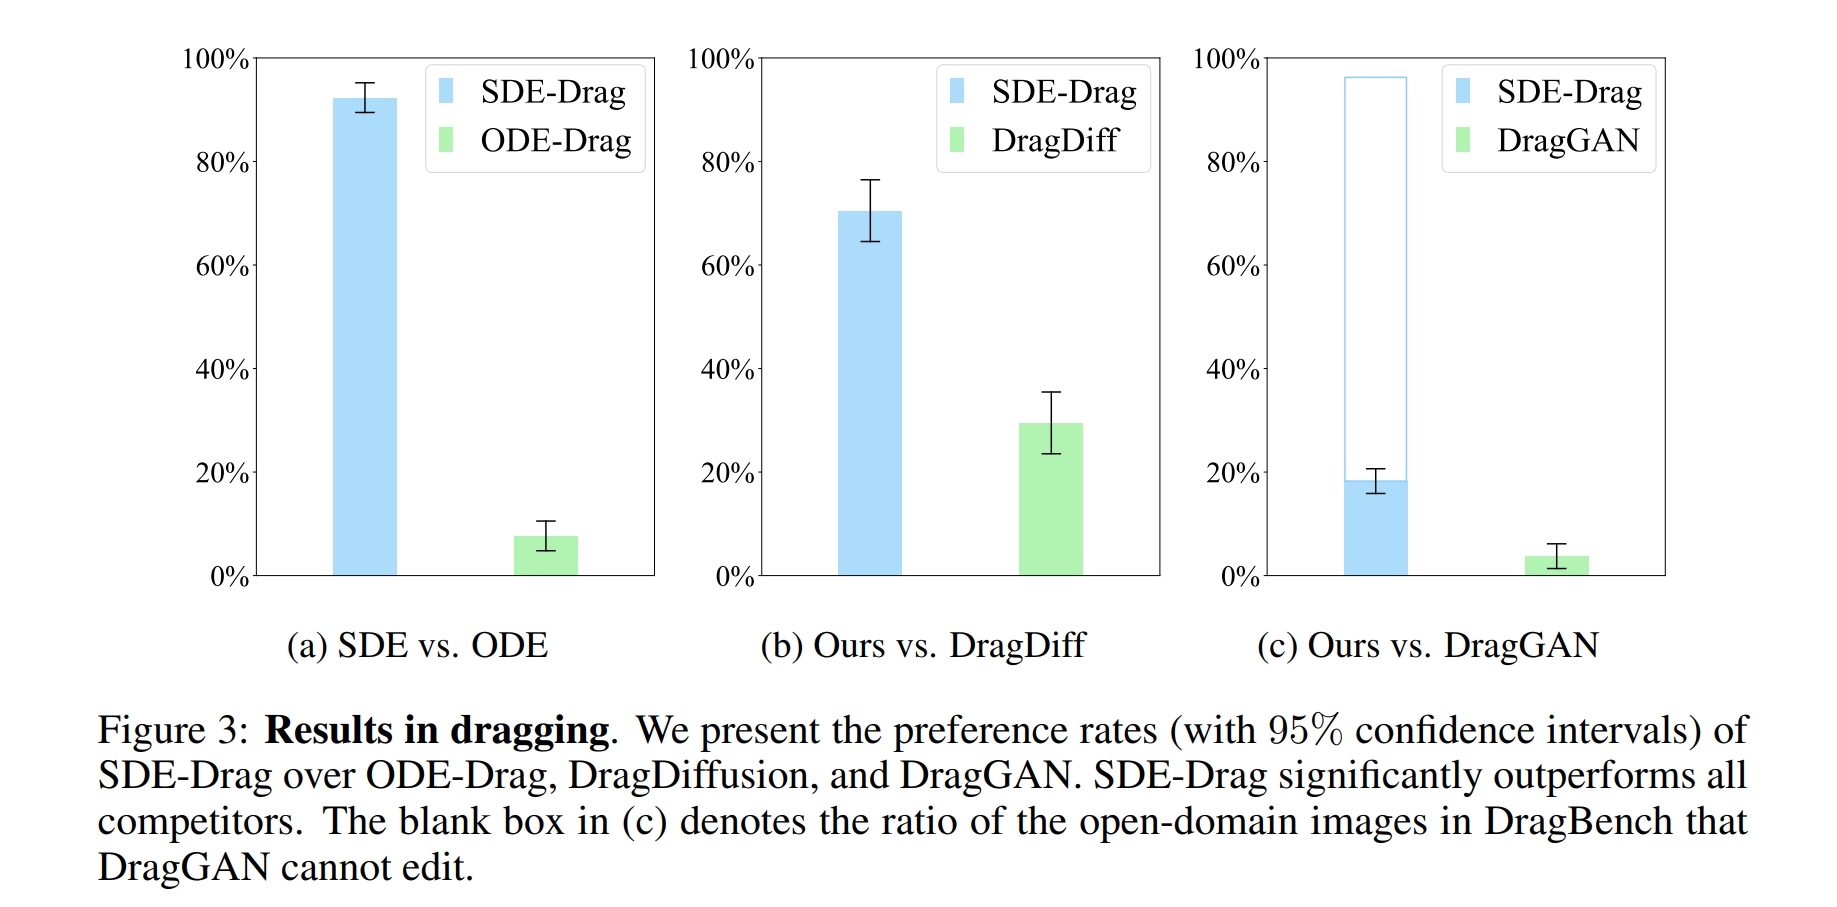 100%
80%
60%
40%
20%
0%
SDE-Drag
ODE-Drag
(a) SDE vs. ODE
100%
80%
60%
40%
20%
0%
SDE-Drag
DragDiff
(b) Ours vs. DragDiff
100%
80%
60%
40%
20%
0%
SDE-Drag
DragGAN
(c) Ours vs. DragGAN
Figure 3: Results in dragging. We present the preference rates (with 95% confidence intervals) of
SDE-Drag over ODE-Drag, DragDiffusion, and DragGAN. SDE-Drag significantly outperforms all
competitors. The blank box in (c) denotes the ratio of the open-domain images in DragBench that
DragGAN cannot edit.